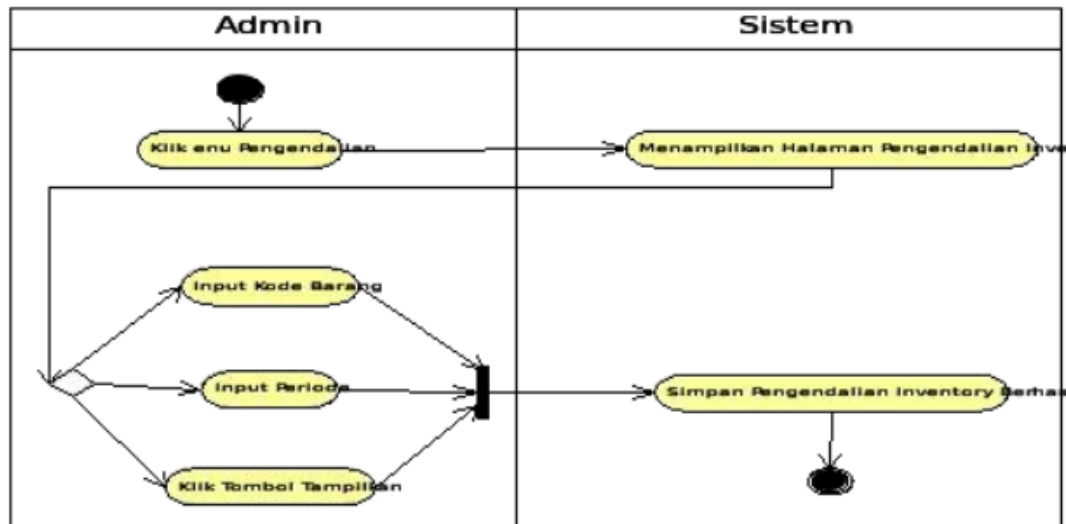 Admin
Sistem
Klik enu Pengendalian
Menampilkan Halaman Pengendalian Inve
Input Kode Barang
Input Periode
Simpan Pengendalian Inventory Berhas
Klik Tombol Tampilkan